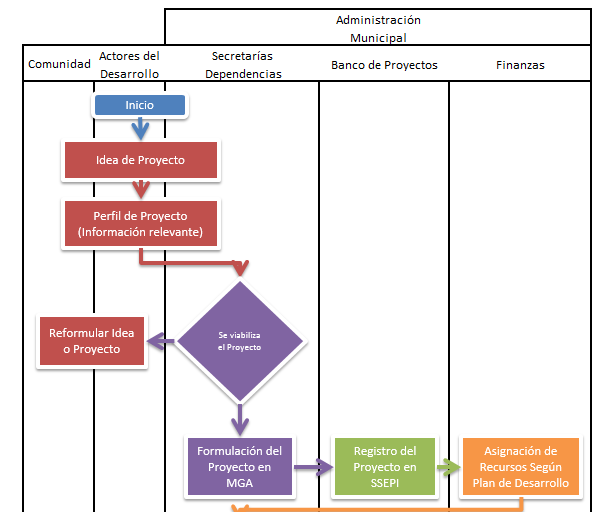 Administración
Municipal
Comunidad
Actores del
Desarrollo
Secretarías
Dependencias
Banco de Proyectos
Finanzas
Inicio
Idea de Proyecto
Perfil de Proyecto
(Información relevante)
Se viabiliza
el Proyecto
Reformular Idea
o Proyecto
Formulación del
Proyecto en
MGA
Registro del
Proyecto en
SSEPI
Asignación de
Recursos Según
Plan de Desarrollo